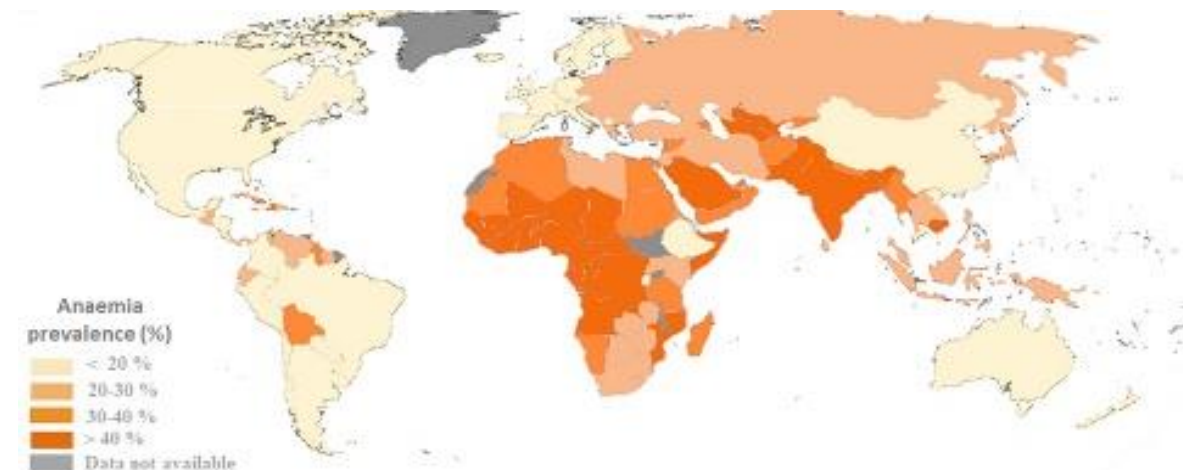 Anaemia
prevalence (%)
< 20 %
20-30 %
30-40 %
> 40 %
Data not available